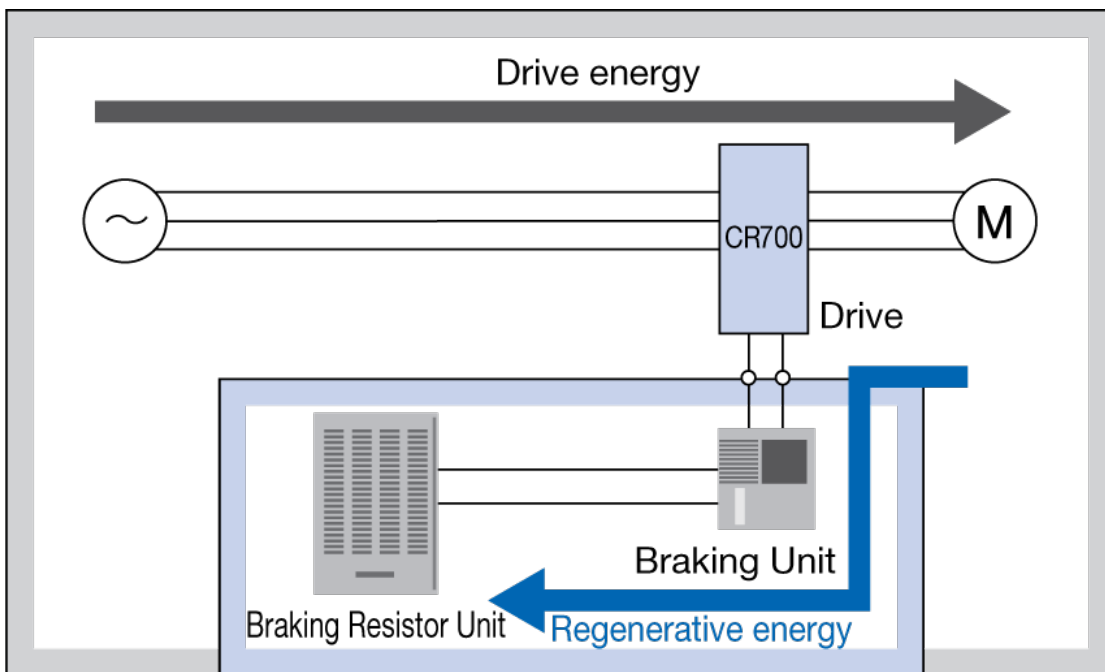 Drive energy
~
CR700
M
Drive
Braking Unit
Braking Resistor Unit
Regenerative energy